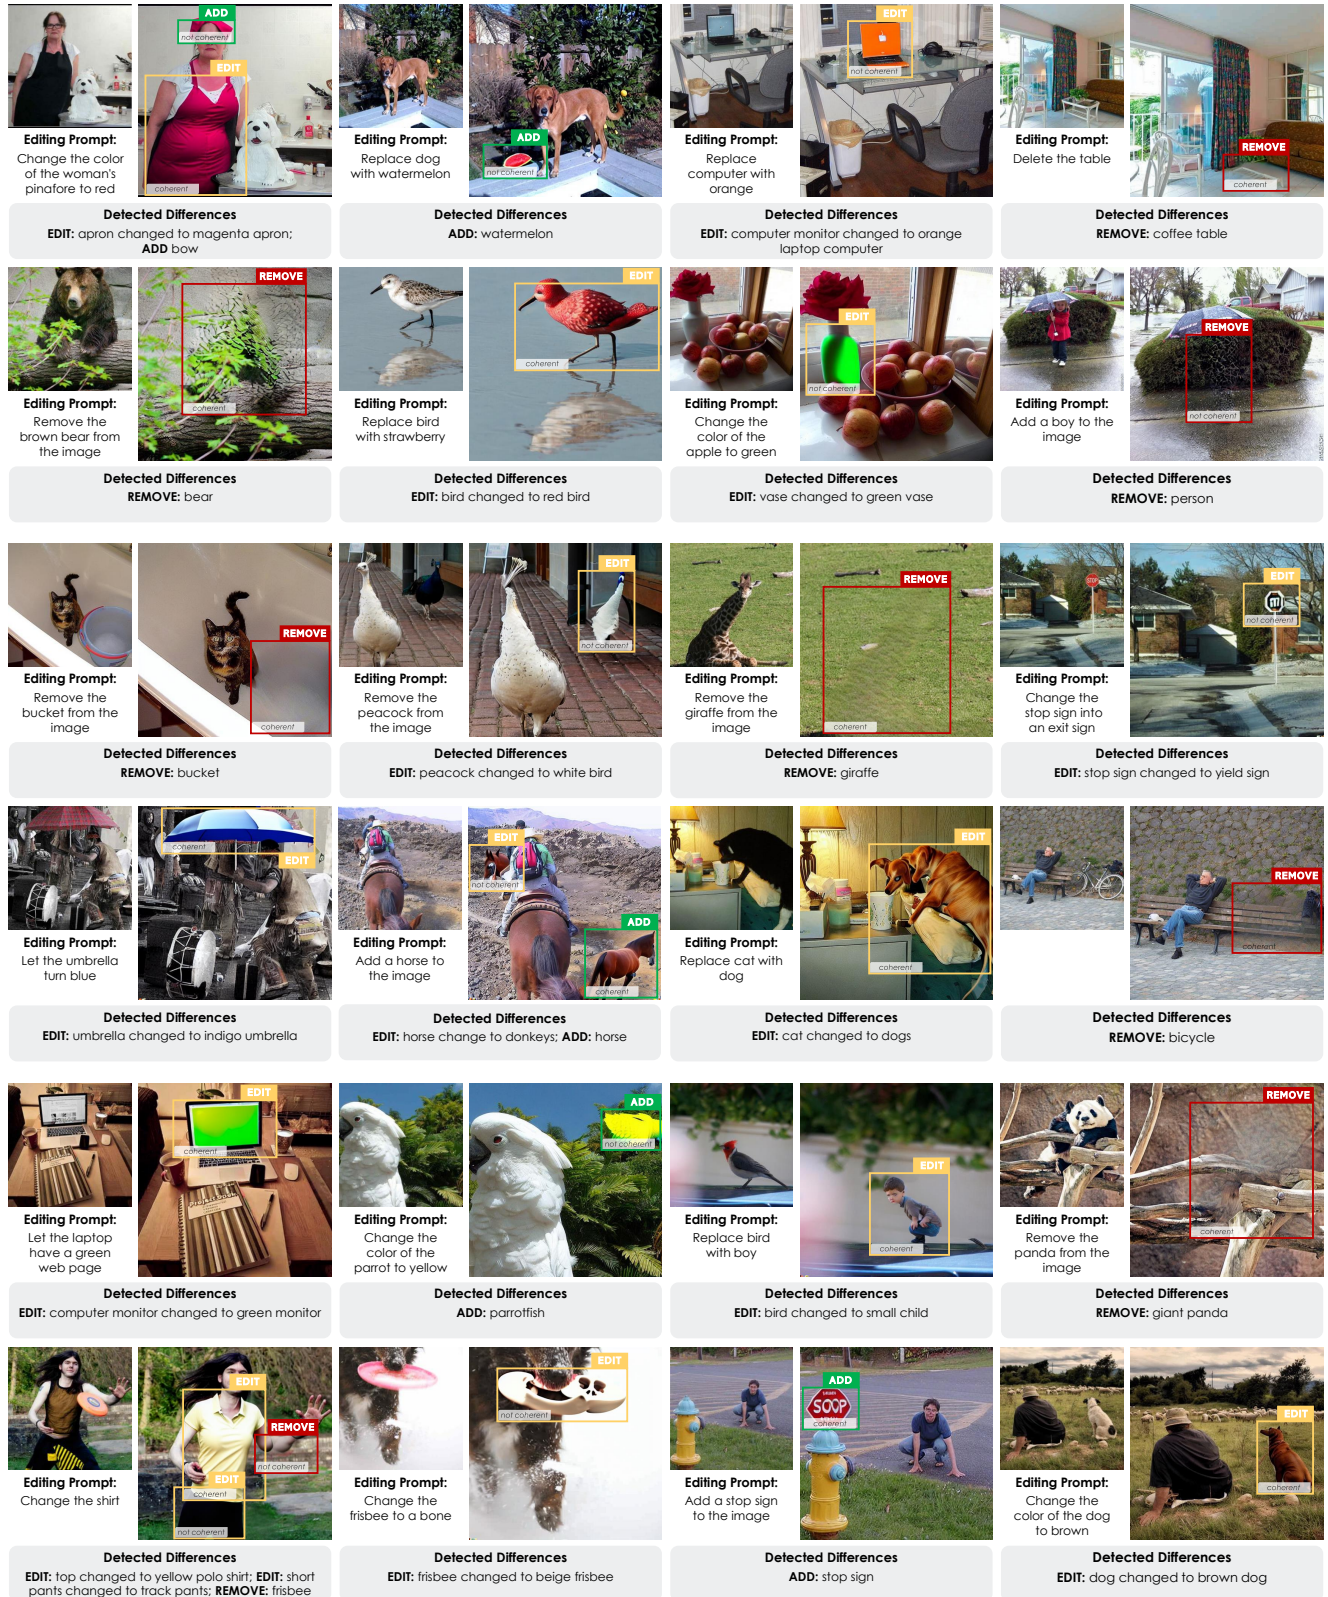 ADD
not coherent
EDIT
coherent
Editing Prompt:
Change the color
of the woman's
pinafore to red
Detected Differences
EDIT: apron changed to magenta apron;
ADD bow
ADD
not coherent
Editing Prompt:
Replace dog
with watermelon
Detected Differences
ADD: watermelon
EDIT
not coherent
Editing Prompt:
Replace
computer with
orange
Detected Differences
EDIT: computer monitor changed to orange
laptop computer
REMOVE
coherent
Editing Prompt:
Delete the table
Detected Differences
REMOVE: coffee table
REMOVE
coherent
Editing Prompt:
Remove the
brown bear from
the image
Detected Differences
REMOVE: bear
EDIT
coherent
Editing Prompt:
Replace bird
with strawberry
Detected Differences
EDIT: bird changed to red bird
EDIT
not coherent
Editing Prompt:
Change the
color of the
apple to green
Detected Differences
EDIT: vase changed to green vase
REMOVE
not coherent
Editing Prompt:
Add a boy to the
image
Detected Differences
REMOVE: person
REMOVE
coherent
Editing Prompt:
Remove the
bucket from the
image
Detected Differences
REMOVE: bucket
EDIT
not coherent
Editing Prompt:
Remove the
peacock from
the image
Detected Differences
EDIT: peacock changed to white bird
REMOVE
coherent
Editing Prompt:
Remove the
giraffe from the
image
Detected Differences
REMOVE: giraffe
STOP
EDIT
not coherent
Editing Prompt:
Change the
stop sign into
an exit sign
Detected Differences
EDIT: stop sign changed to yield sign
coherent
EDIT
Editing Prompt:
Let the umbrella
turn blue
Detected Differences
EDIT: umbrella changed to indigo umbrella
EDIT
not coherent
ADD
coherent
Editing Prompt:
Add a horse to
the image
Detected Differences
EDIT: horse change to donkeys; ADD: horse
EDIT
coherent
Editing Prompt:
Replace cat with
dog
Detected Differences
EDIT: cat changed to dogs
REMOVE
coherent
Detected Differences
REMOVE: bicycle
EDIT
coherent
Editing Prompt:
Let the laptop
have a green
web page
Detected Differences
EDIT: computer monitor changed to green monitor
ADD
not coherent
Editing Prompt:
Change the
color of the
parrot to yellow
Detected Differences
ADD: parrotfish
EDIT
coherent
Editing Prompt:
Replace bird
with boy
Detected Differences
EDIT: bird changed to small child
REMOVE
coherent
Editing Prompt:
Remove the
panda from the
image
Detected Differences
REMOVE: giant panda
EDIT
REMOVE
not coherent
EDIT
coherent
not coherent
Editing Prompt:
Change the shirt
Detected Differences
EDIT: top changed to yellow polo shirt; EDIT: short
pants changed to track pants; REMOVE: frisbee
EDIT
not coherent
Editing Prompt:
Change the
frisbee to a bone
Detected Differences
EDIT: frisbee changed to beige frisbee
ADD
SOOP
coherent
Editing Prompt:
Add a stop sign
to the image
Detected Differences
ADD: stop sign
EDIT
coherent
Editing Prompt:
Change the
color of the dog
to brown
Detected Differences
EDIT: dog changed to brown dog